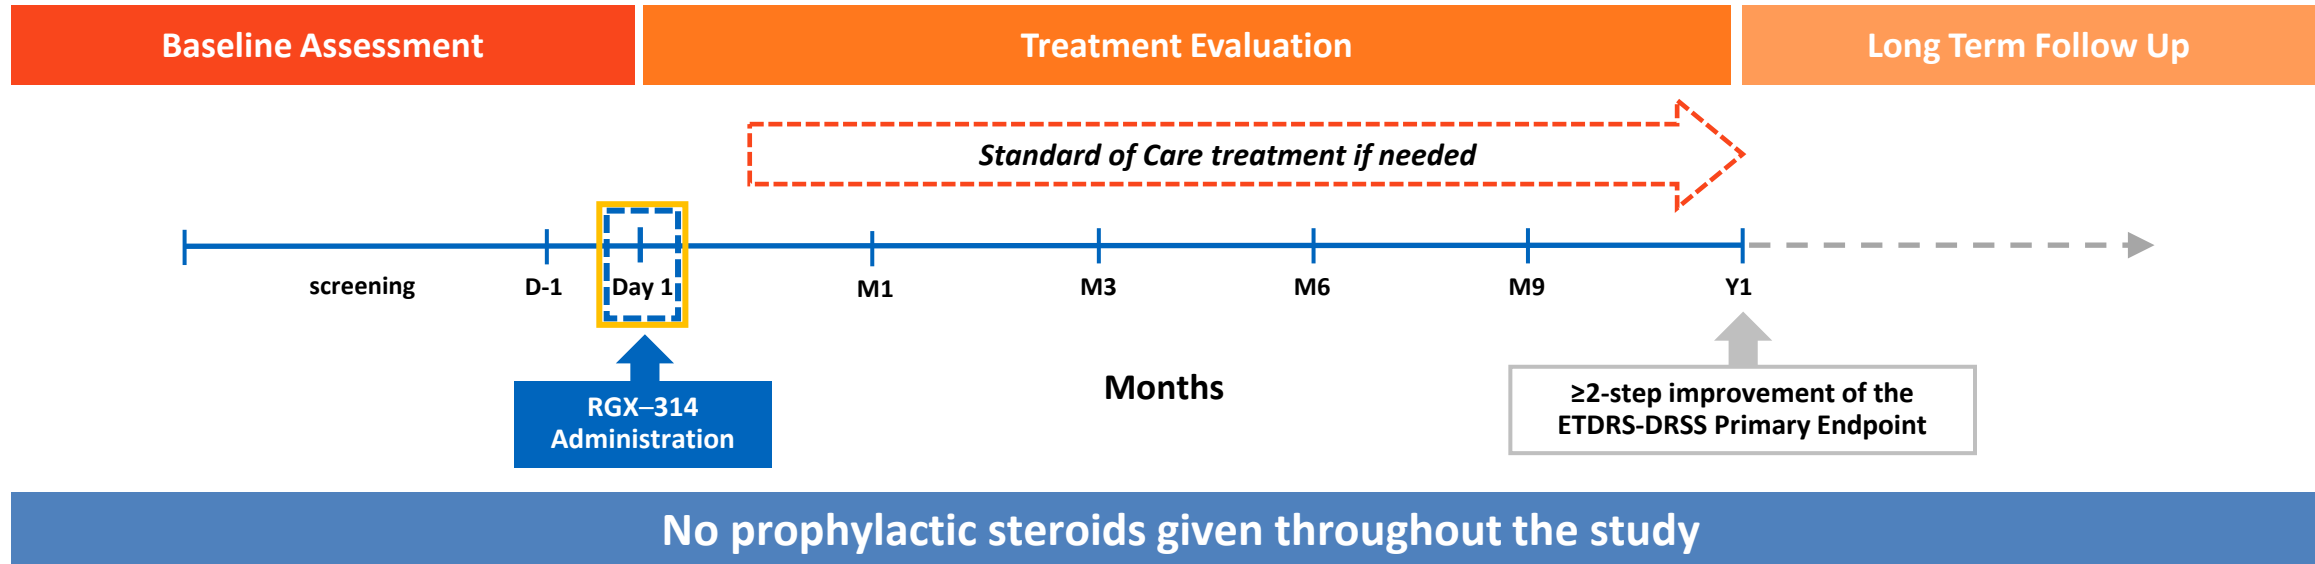 Baseline Assessment
Treatment Evaluation
Long Term Follow Up
Standard of Care treatment if needed
screening
D-1
Day 1
M1
M3
M6
M9
Y1
RGX–314
Administration
Months
≥2-step improvement of the
ETDRS-DRSS Primary Endpoint
No prophylactic steroids given throughout the study